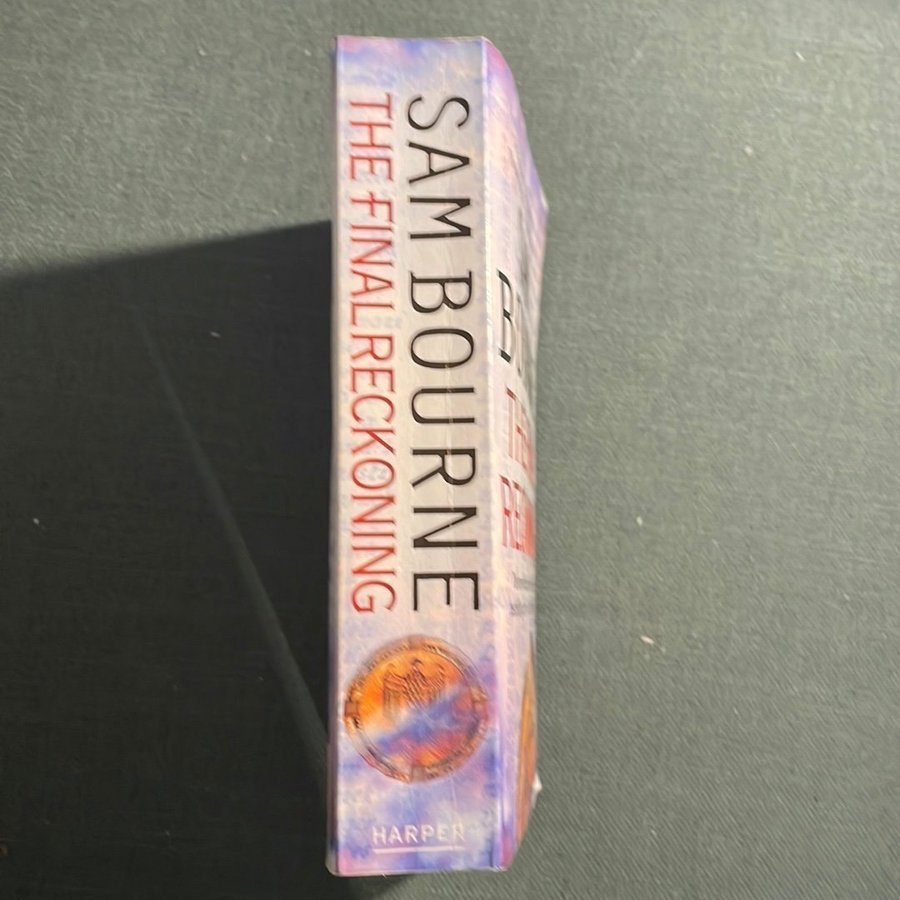 SAM BOURNE
THE FINAL RECKONING
HARPER